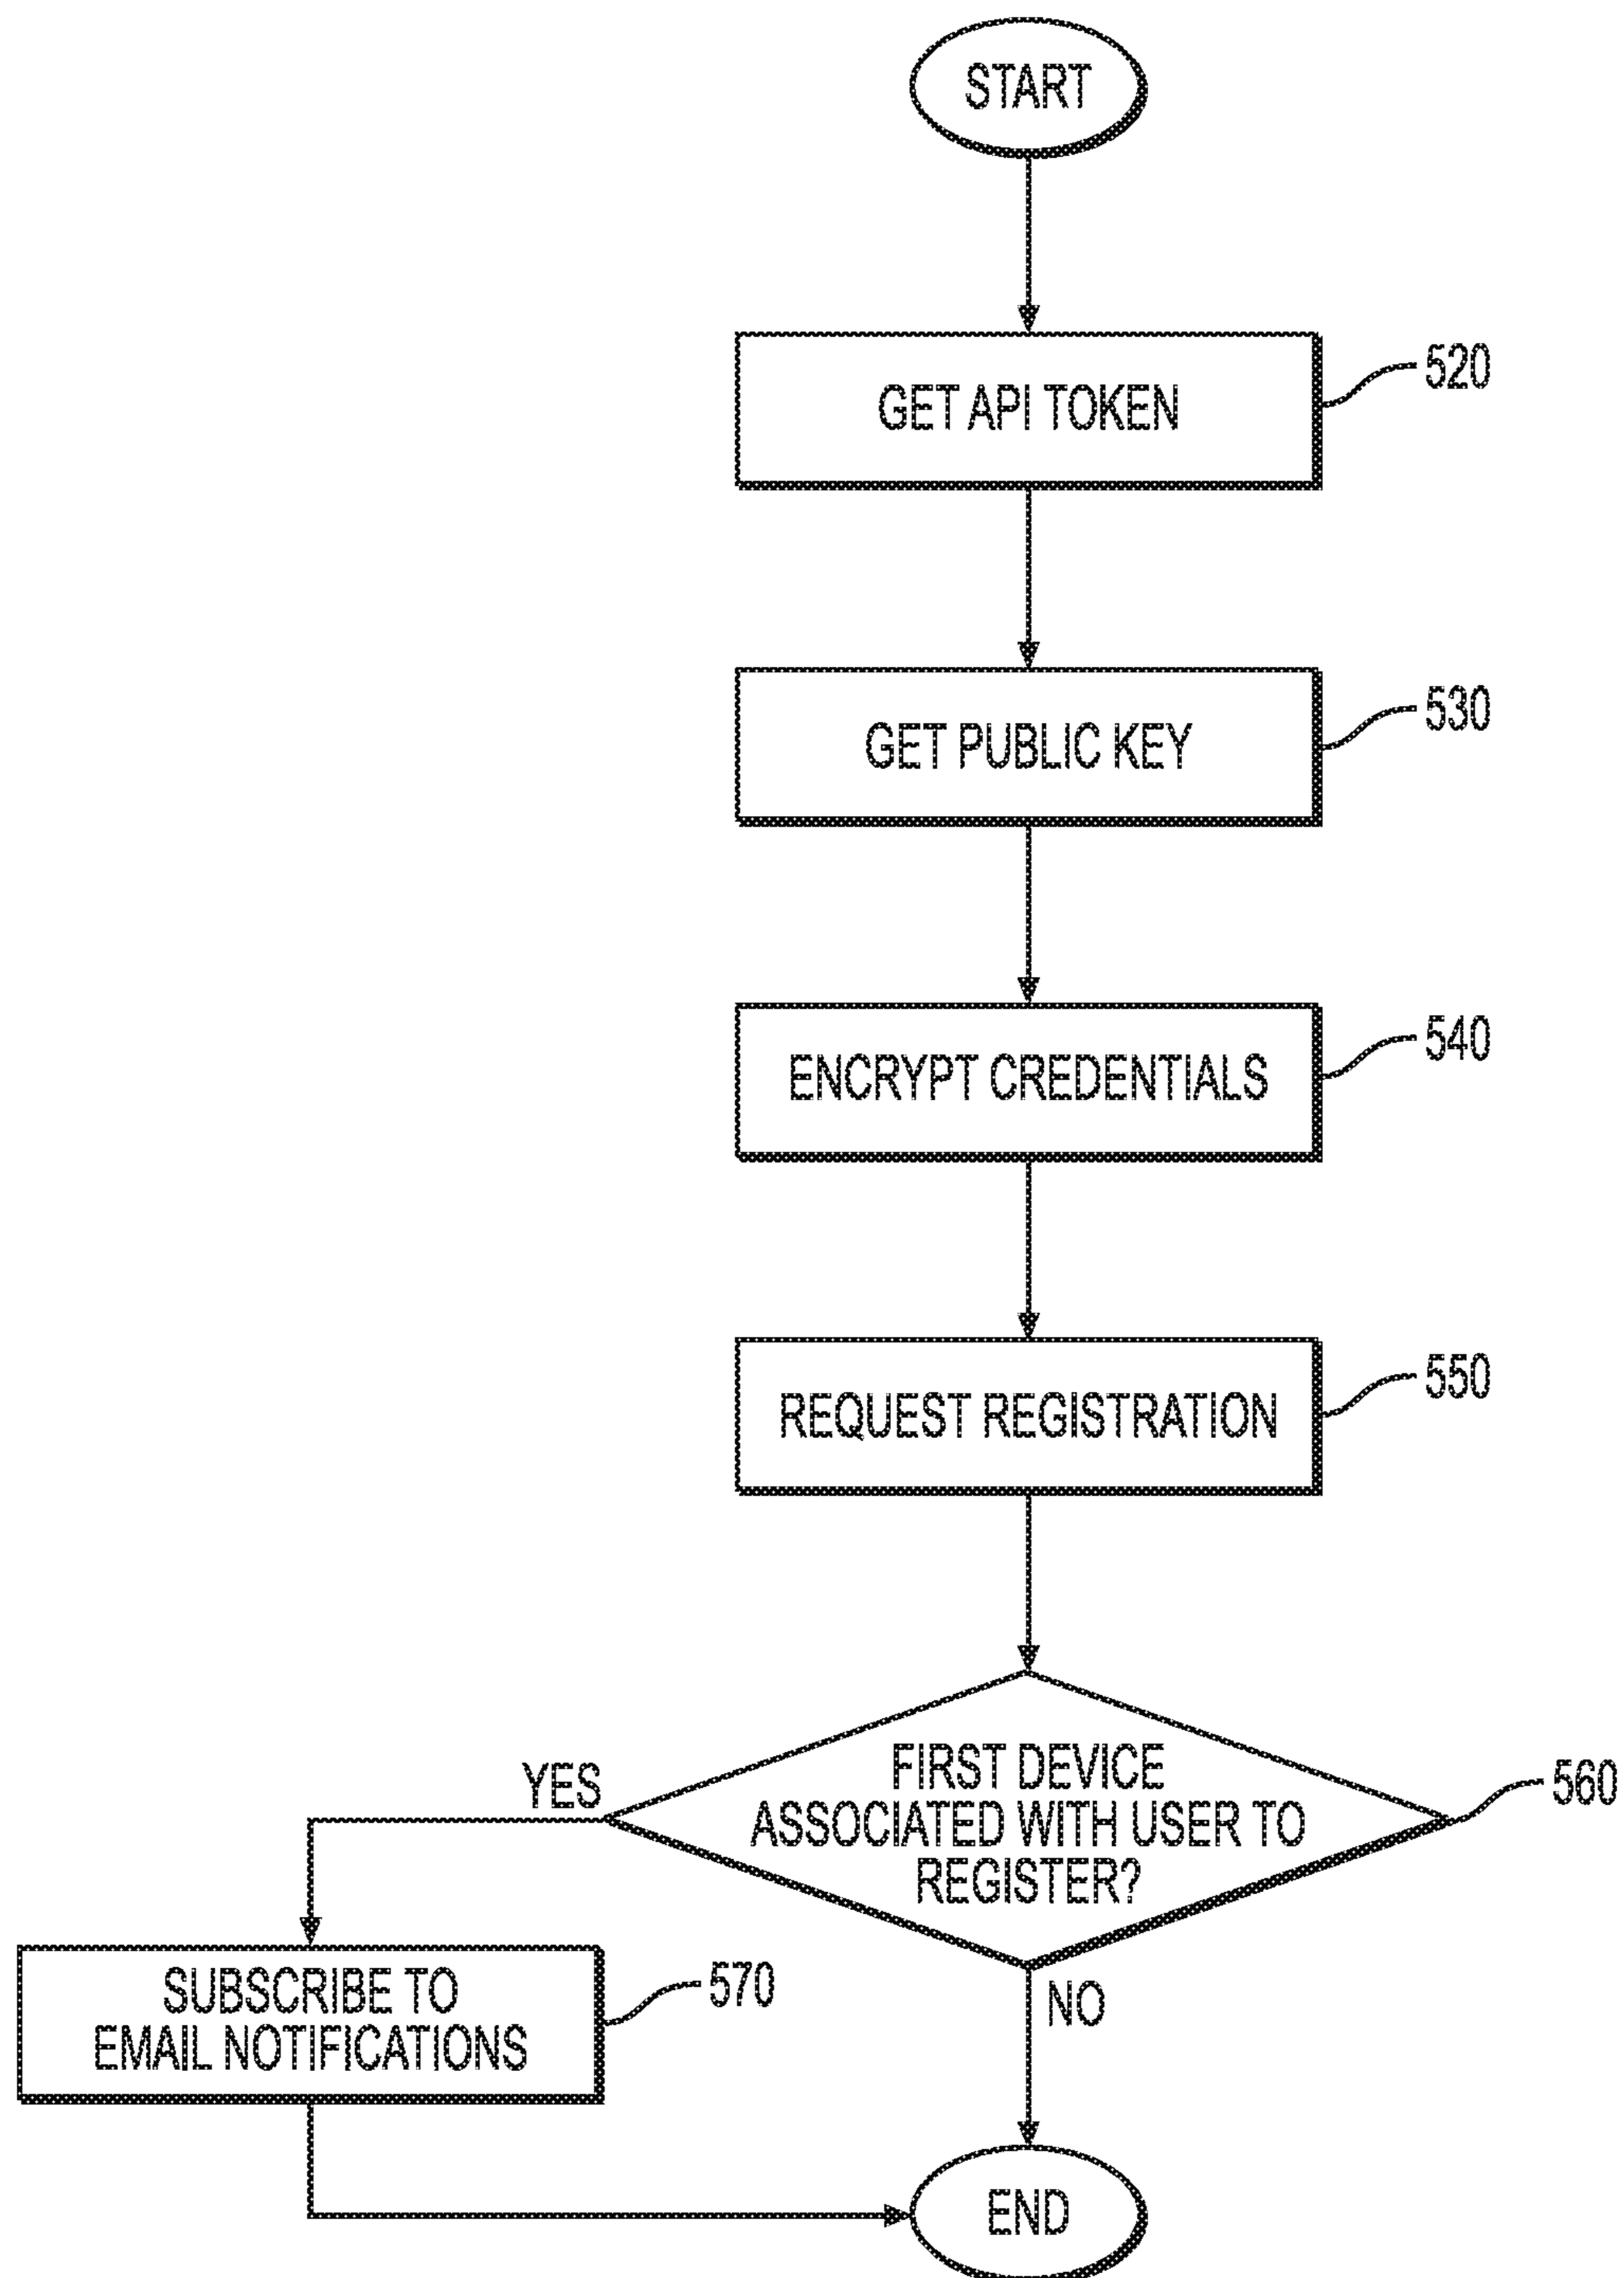 START
GET API TOKEN
520
GET PUBLIC KEY
530
ENCRYPT CREDENTIALS
540
REQUEST REGISTRATION
550
FIRST DEVICE
ASSOCIATED WITH USER TO
REGISTER?
560
YES
NO
SUBSCRIBE TO
EMAIL NOTIFICATIONS
570
END